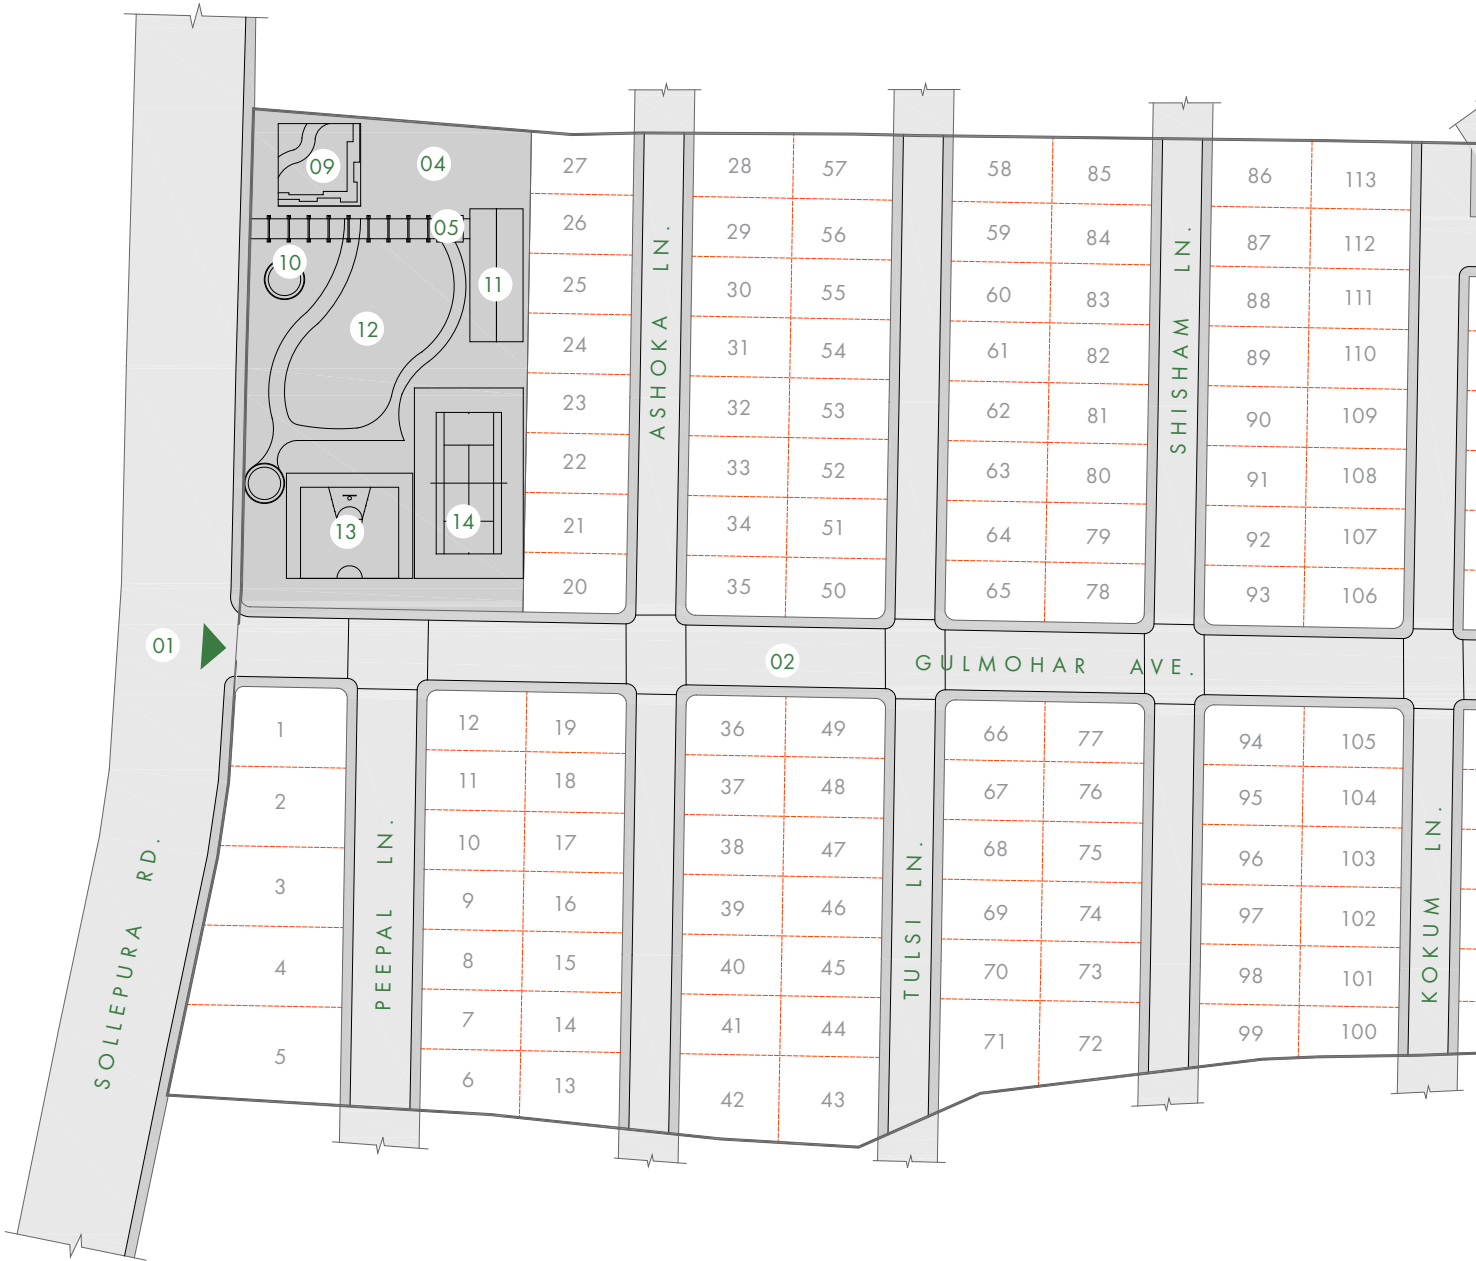 09 04 27 28 57 58 85 86 113
05 26 29 56 59 84 87 112
10 11 25 30 55 60 83 88 111
12 24 31 54 61 82 89 110
23 32 53 62 81 90 109
22 33 52 63 80 91 108
13 14 21 34 51 64 79 92 107
20 35 50 65 78 93 106
ASHOKA LN.
SHISHAM LN.
01 02 GULMOHAR AVE.
1 12 19 36 49 66 77 94 105
2 11 18 37 48 67 76 95 104
10 17 38 47 68 75 96 103
3 9 16 39 46 69 74 97 102
4 8 15 40 45 70 73 98 101
7 14 41 44 71 72 99 100
5 6 13 42 43
SOLLEPURA RD.
PEEPAL LN.
TULSI LN.
KOKUM LN.